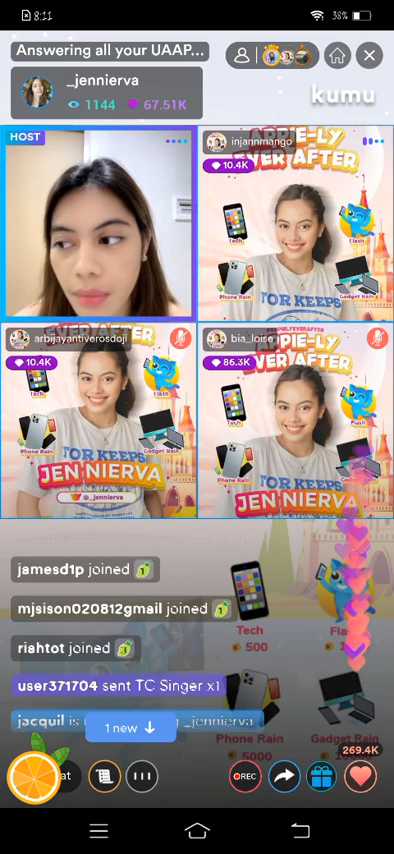 8:11
38%
Answering all your UAAP...
_jennierva
1144
67.51K
kumu
HOST
injannmango
10.4K
APPIE-LY
EVER AFTER
Tech
Flash
Phone Rain
Gadget Rain
TOR KEEPS
arbijayantiverosdoji
10.4K
EVER AFTER
Tech
Flash
Phone Rain
Gadget Rain
TOR KEEPS
JEN NIERVA
@_jennierva
bia_loise
86.3K
APPIE-LY
EVER AFTER
Tech
Flash
Phone Rain
Gadget Rain
TOR KEEPS
JEN NIERVA
jamesd1p joined
mjsison020812gmail joined
riahtot joined
user371704 sent TC Singer x1
jacquil is
_jennierva
1 new
Tech
500
Phone Rain
5000
Gadget Rain
269.4K
REC